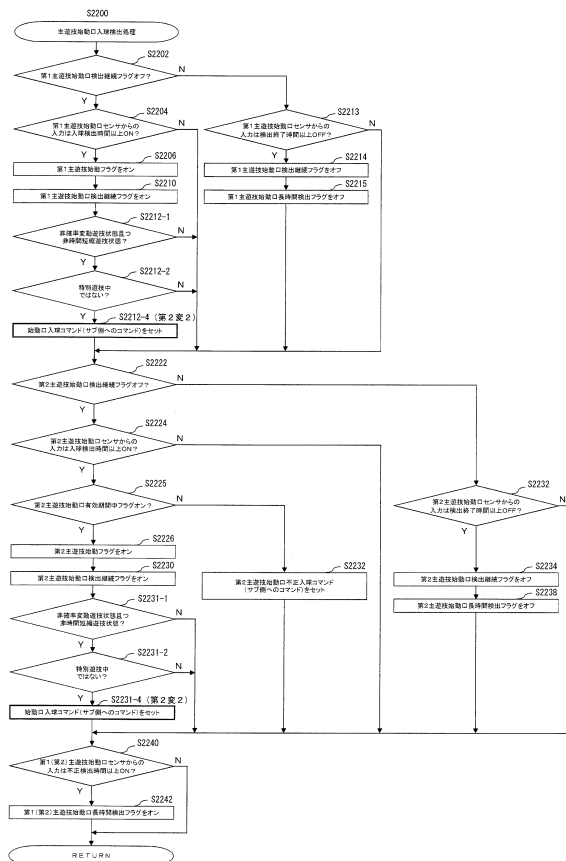 S2200
主遊技始動口入球検出処理
S2202
第1主遊技始動口検出継続フラグオフ？
N
Y
S2204
第1主遊技始動口センサからの
入力は入球検出時間以上ON？
N
Y
S2213
第1主遊技始動口センサからの
入力は検出終了時間以上OFF？
N
Y
S2206
第1主遊技始動フラグをオン
S2214
第1主遊技始動口検出継続フラグをオフ
S2210
第1主遊技始動口検出継続フラグをオン
S2215
第1主遊技始動口長時間検出フラグをオフ
S2212-1
非確率変動遊技状態且つ
非時間短縮遊技状態？
N
Y
S2212-2
特別遊技中
ではない？
N
Y
S2212-4 (第２変２)
始動口入球コマンド(サブ側へのコマンド)をセット
S2222
第2主遊技始動口検出継続フラグオフ？
N
Y
S2224
第2主遊技始動口センサからの
入力は入球検出時間以上ON？
N
Y
S2225
第2主遊技始動口有効期間中フラグオン？
N
Y
S2232
第2主遊技始動口センサからの
入力は検出終了時間以上OFF？
N
Y
S2226
第2主遊技始動フラグをオン
S2230
第2主遊技始動口検出継続フラグをオン
S2232
第2主遊技始動口不正入球コマンド
(サブ側へのコマンド)をセット
S2234
第2主遊技始動口検出継続フラグをオフ
S2238
第2主遊技始動口長時間検出フラグをオフ
S2231-1
非確率変動遊技状態且つ
非時間短縮遊技状態？
N
Y
S2231-2
特別遊技中
ではない？
N
Y
S2231-4 (第２変２)
始動口入球コマンド(サブ側へのコマンド)をセット
S2240
第1(第2)主遊技始動口センサからの
入力は不正検出時間以上ON？
N
Y
S2242
第1(第2)主遊技始動口長時間検出フラグをオン
RETURN